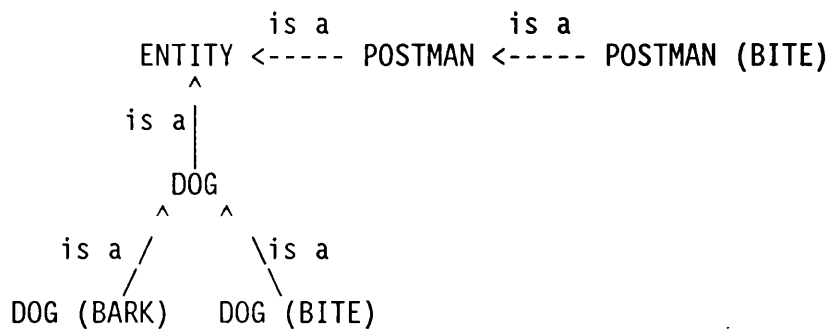 is a is a
ENTITY <----- POSTMAN <----- POSTMAN (BITE)
^
is a|
|
DOG
^ ^
is a / \is a
/ \
DOG (BARK) DOG (BITE)